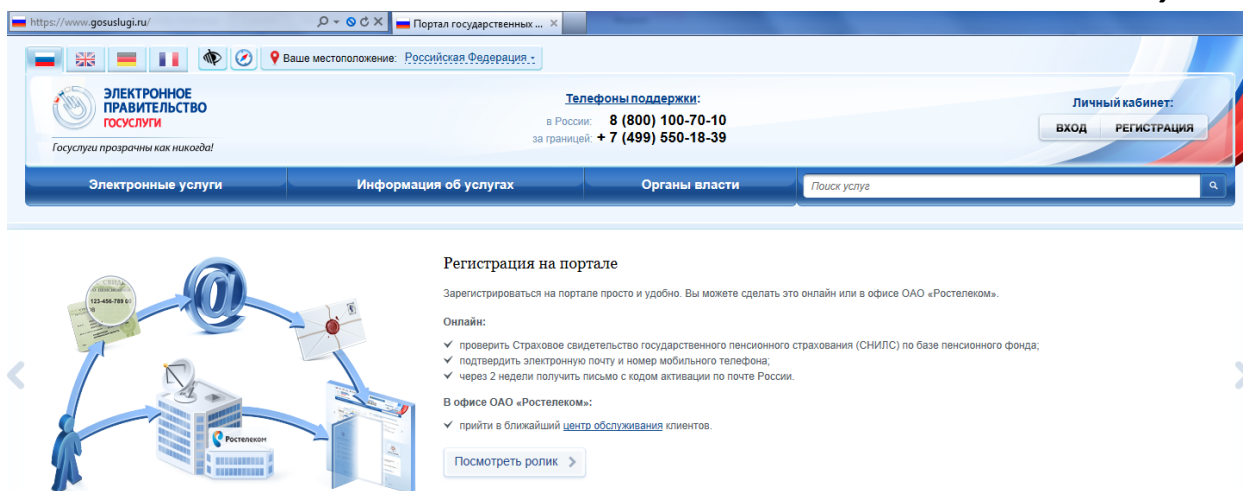 https://www.gosuslugi.ru/
Портал государственных ...
Ваше местоположение: Российская Федерация
ЭЛЕКТРОННОЕ
ПРАВИТЕЛЬСТВО
ГОСУСЛУГИ
Госуслуги прозрачны как никогда!
Телефоны поддержки:
в России: 8 (800) 100-70-10
за границей: + 7 (499) 550-18-39
Личный кабинет:
ВХОД РЕГИСТРАЦИЯ
Электронные услуги Информация об услугах Органы власти Поиск услуг
Регистрация на портале
Зарегистрироваться на портале просто и удобно. Вы можете сделать это онлайн или в офисе ОАО «Ростелеком».
Онлайн:
проверить Страховое свидетельство государственного пенсионного страхования (СНИЛС) по базе пенсионного фонда;
подтвердить электронную почту и номер мобильного телефона;
через 2 недели получить письмо с кодом активации по почте России.
В офисе ОАО «Ростелеком»:
прийти в ближайший центр обслуживания клиентов.
Посмотреть ролик
123-456-789 00
@
Ростелеком